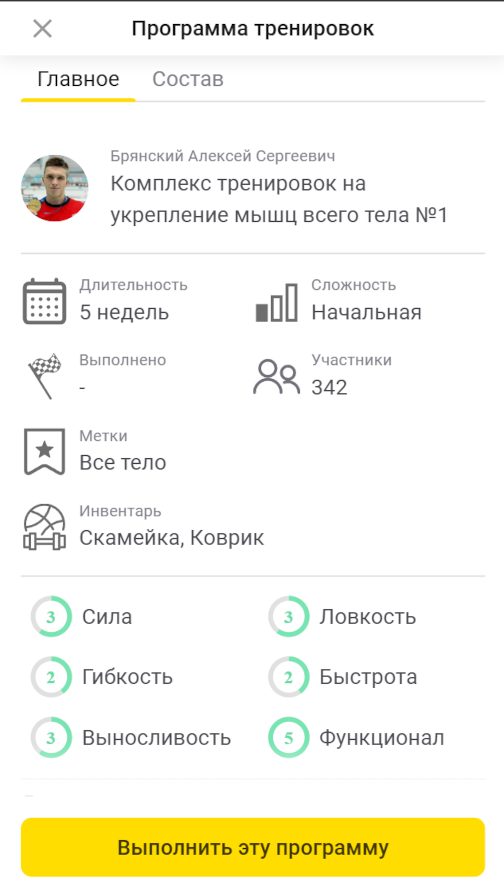 Программа тренировок
Главное Состав
Брянский Алексей Сергеевич
Комплекс тренировок на
укрепление мышц всего тела №1
Длительность
5 недель
Сложность
Начальная
Выполнено
-
Участники
342
Метки
Все тело
Инвентарь
Скамейка, Коврик
3 Сила
3 Ловкость
2 Гибкость
2 Быстрота
3 Выносливость
5 Функционал
Выполнить эту программу